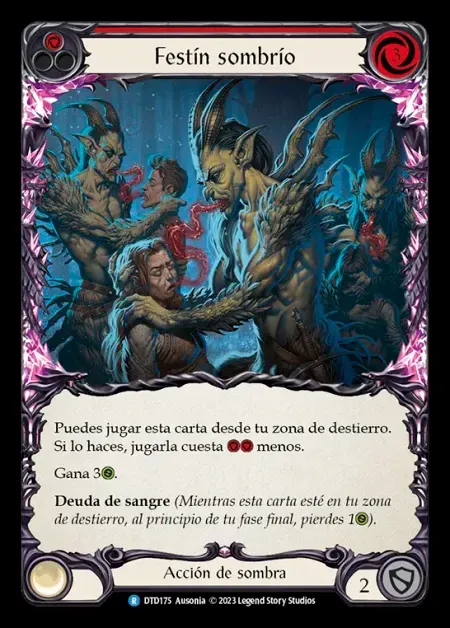 Festín sombrío
3
Puedes jugar esta carta desde tu zona de destierro.
Si lo haces, jugarla cuesta menos.
Gana 3.
Deuda de sangre (Mientras esta carta esté en tu zona
de destierro, al principio de tu fase final, pierdes 1).
Acción de sombra
2
R DTD175 Ausonia © 2023 Legend Story Studios